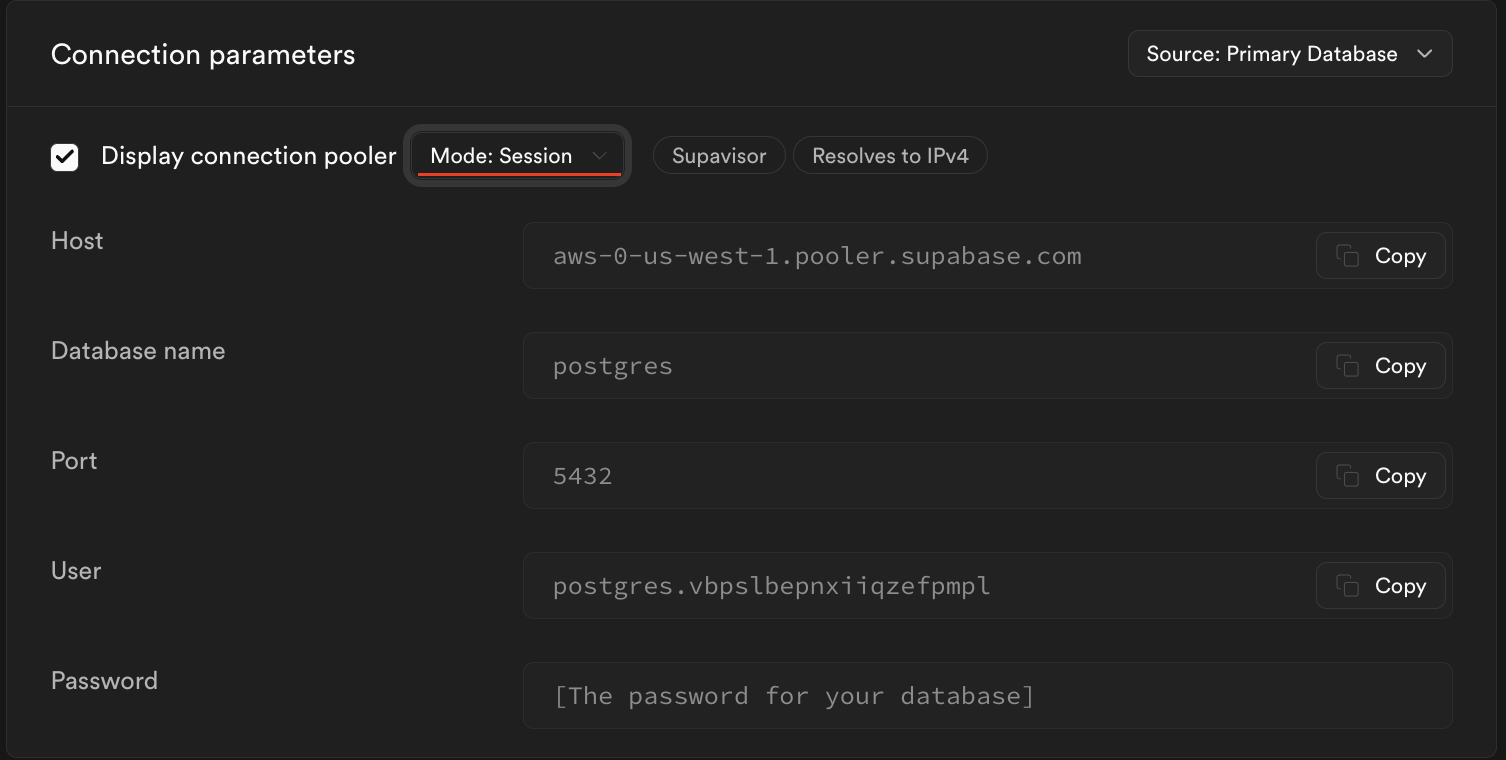 Connection parameters
Source: Primary Database
Display connection pooler
Mode: Session
Supavisor
Resolves to IPv4
Host
aws-0-us-west-1.pooler.supabase.com
Copy
Database name
postgres
Copy
Port
5432
Copy
User
postgres.vbpslbepnxiiqzefpmpl
Copy
Password
[The password for your database]